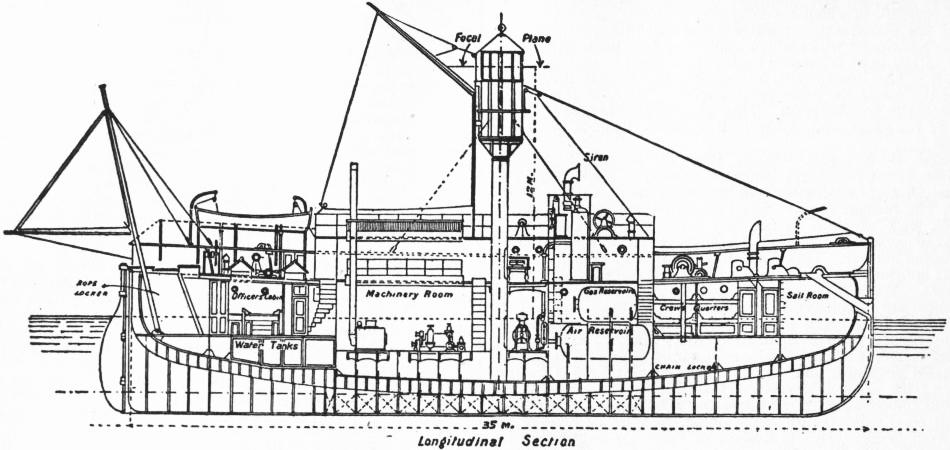 Focal Plane
Siren
12 M.
ROPE
LOCKER
Officers Cabin
Machinery Room
Gas Reservoir
Crew's Quarters
Sail Room
Water Tanks
Air Reservoir
CHAIN LOCKER
35 M.
Longitudinal Section